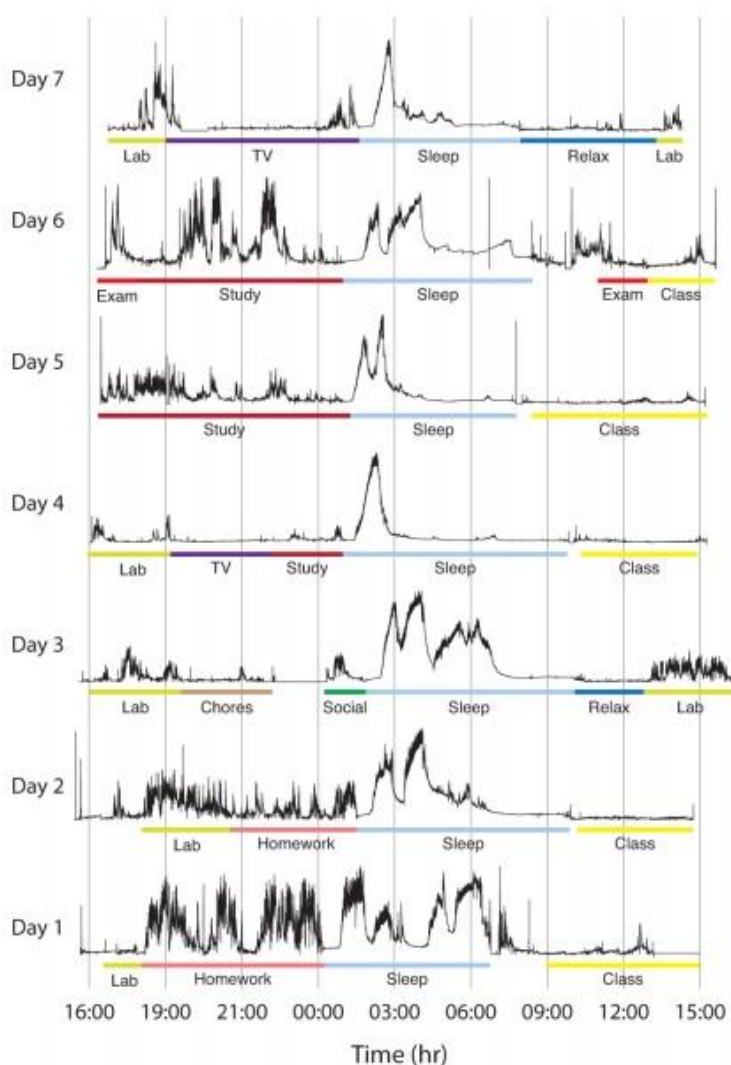 Day 7
Lab TV Sleep Relax Lab
Day 6
Exam Study Sleep Exam Class
Day 5
Study Sleep Class
Day 4
Lab TV Study Sleep Class
Day 3
Lab Chores Social Sleep Relax Lab
Day 2
Lab Homework Sleep Class
Day 1
Lab Homework Sleep Class
16:00 19:00 21:00 00:00 03:00 06:00 09:00 12:00 15:00
Time (hr)